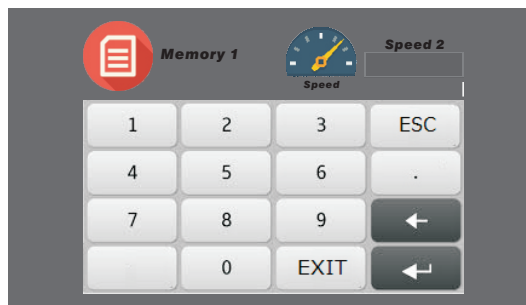 Memory 1
Speed 2
Speed
1 2 3 ESC
4 5 6 .
7 8 9 ←
0 EXIT ↵